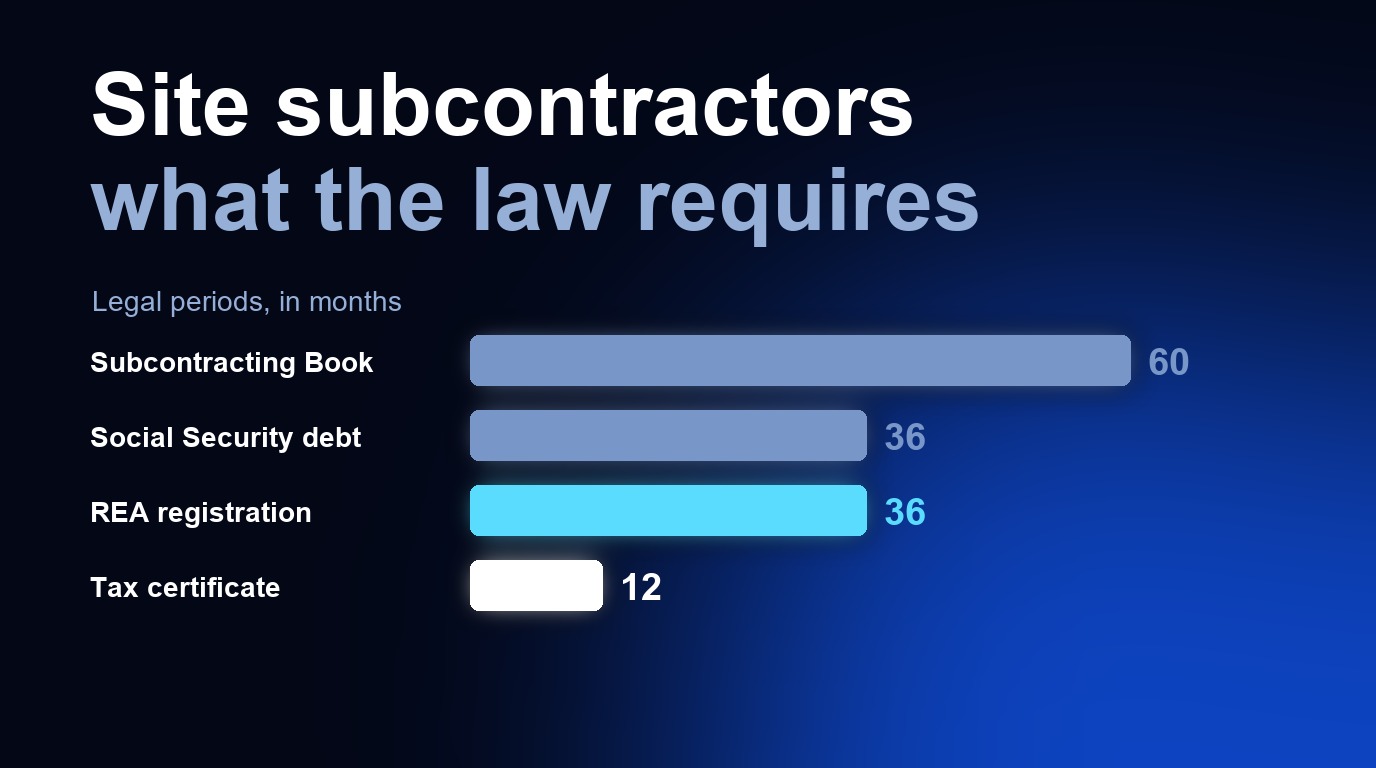 Site subcontractors
what the law requires
Legal periods, in months
Subcontracting Book 60
Social Security debt 36
REA registration 36
Tax certificate 12